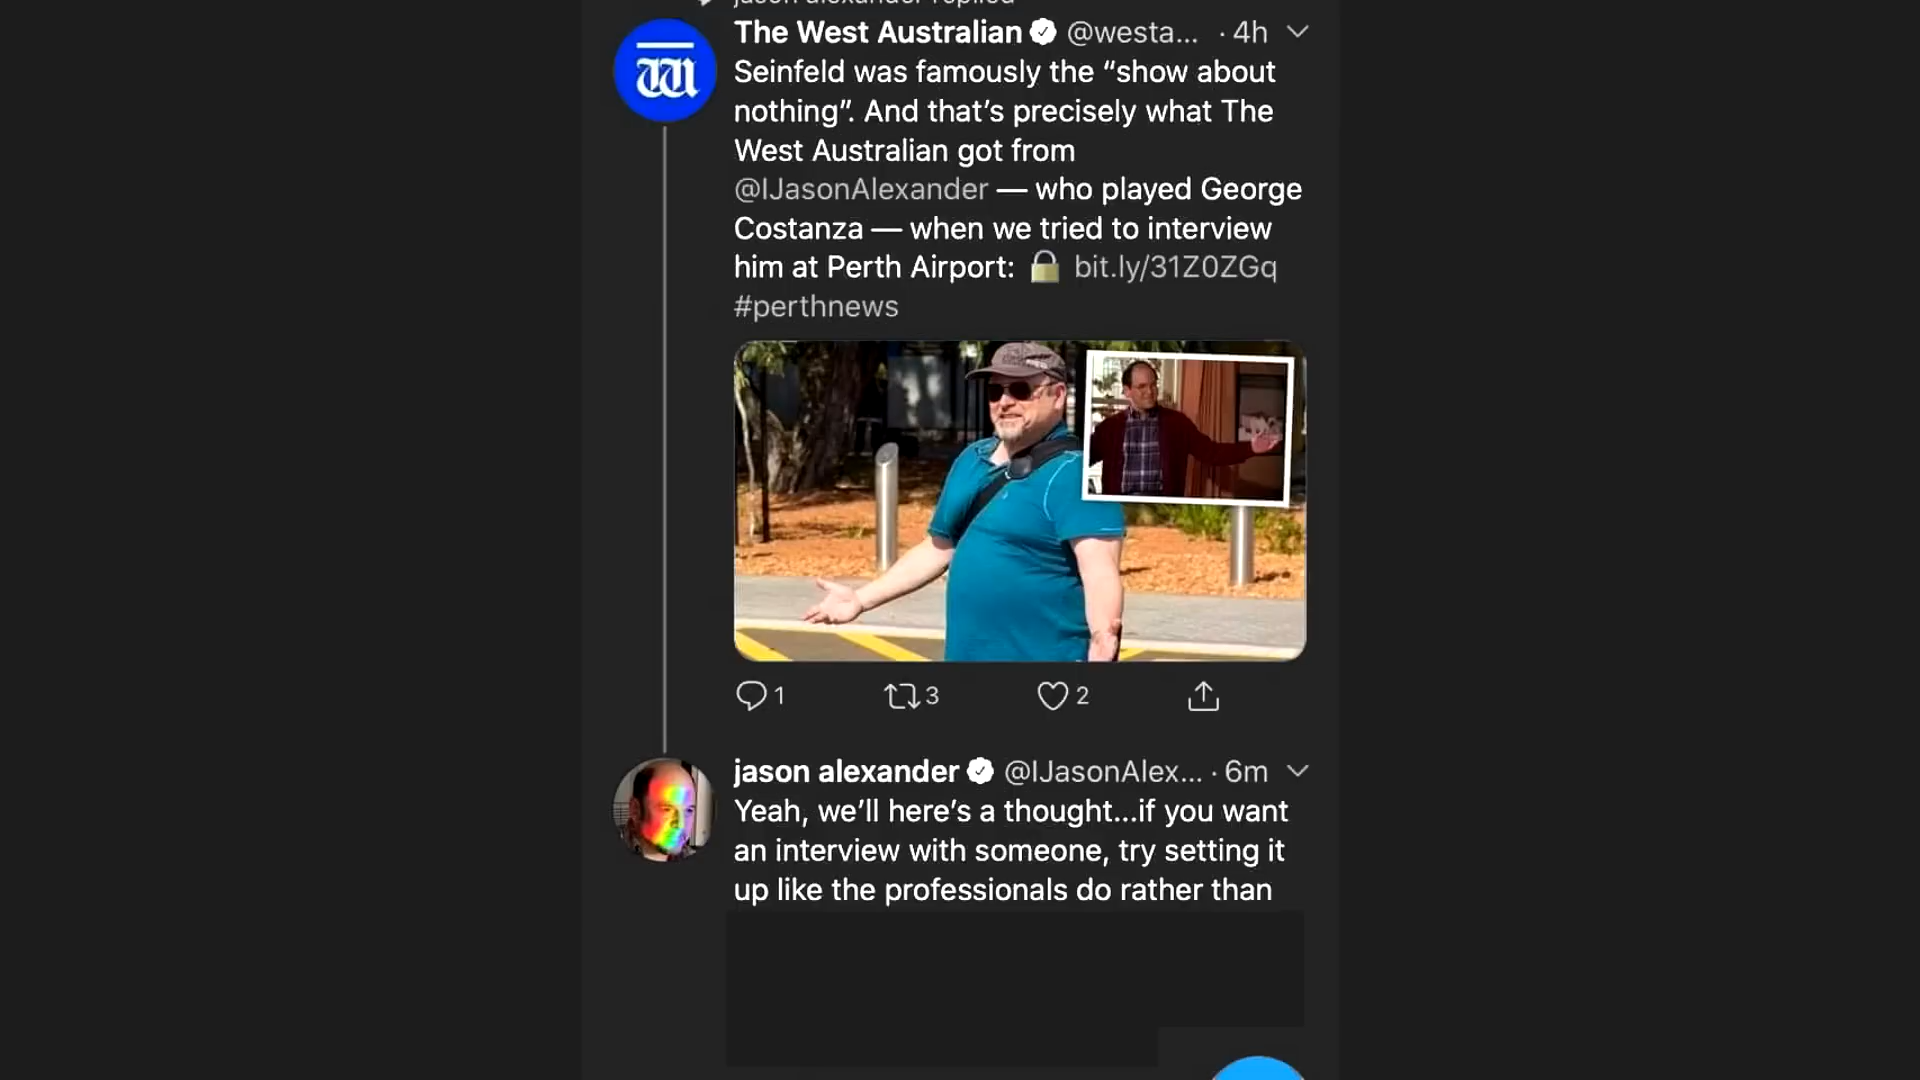 jason alexander replied
The West Australian @westa... · 4h
Seinfeld was famously the “show about
nothing”. And that’s precisely what The
West Australian got from
@IJasonAlexander — who played George
Costanza — when we tried to interview
him at Perth Airport: 🔒 bit.ly/31Z0ZGq
#perthnews
1 3 2
jason alexander @IJasonAlex... · 6m
Yeah, we’ll here’s a thought...if you want
an interview with someone, try setting it
up like the professionals do rather than